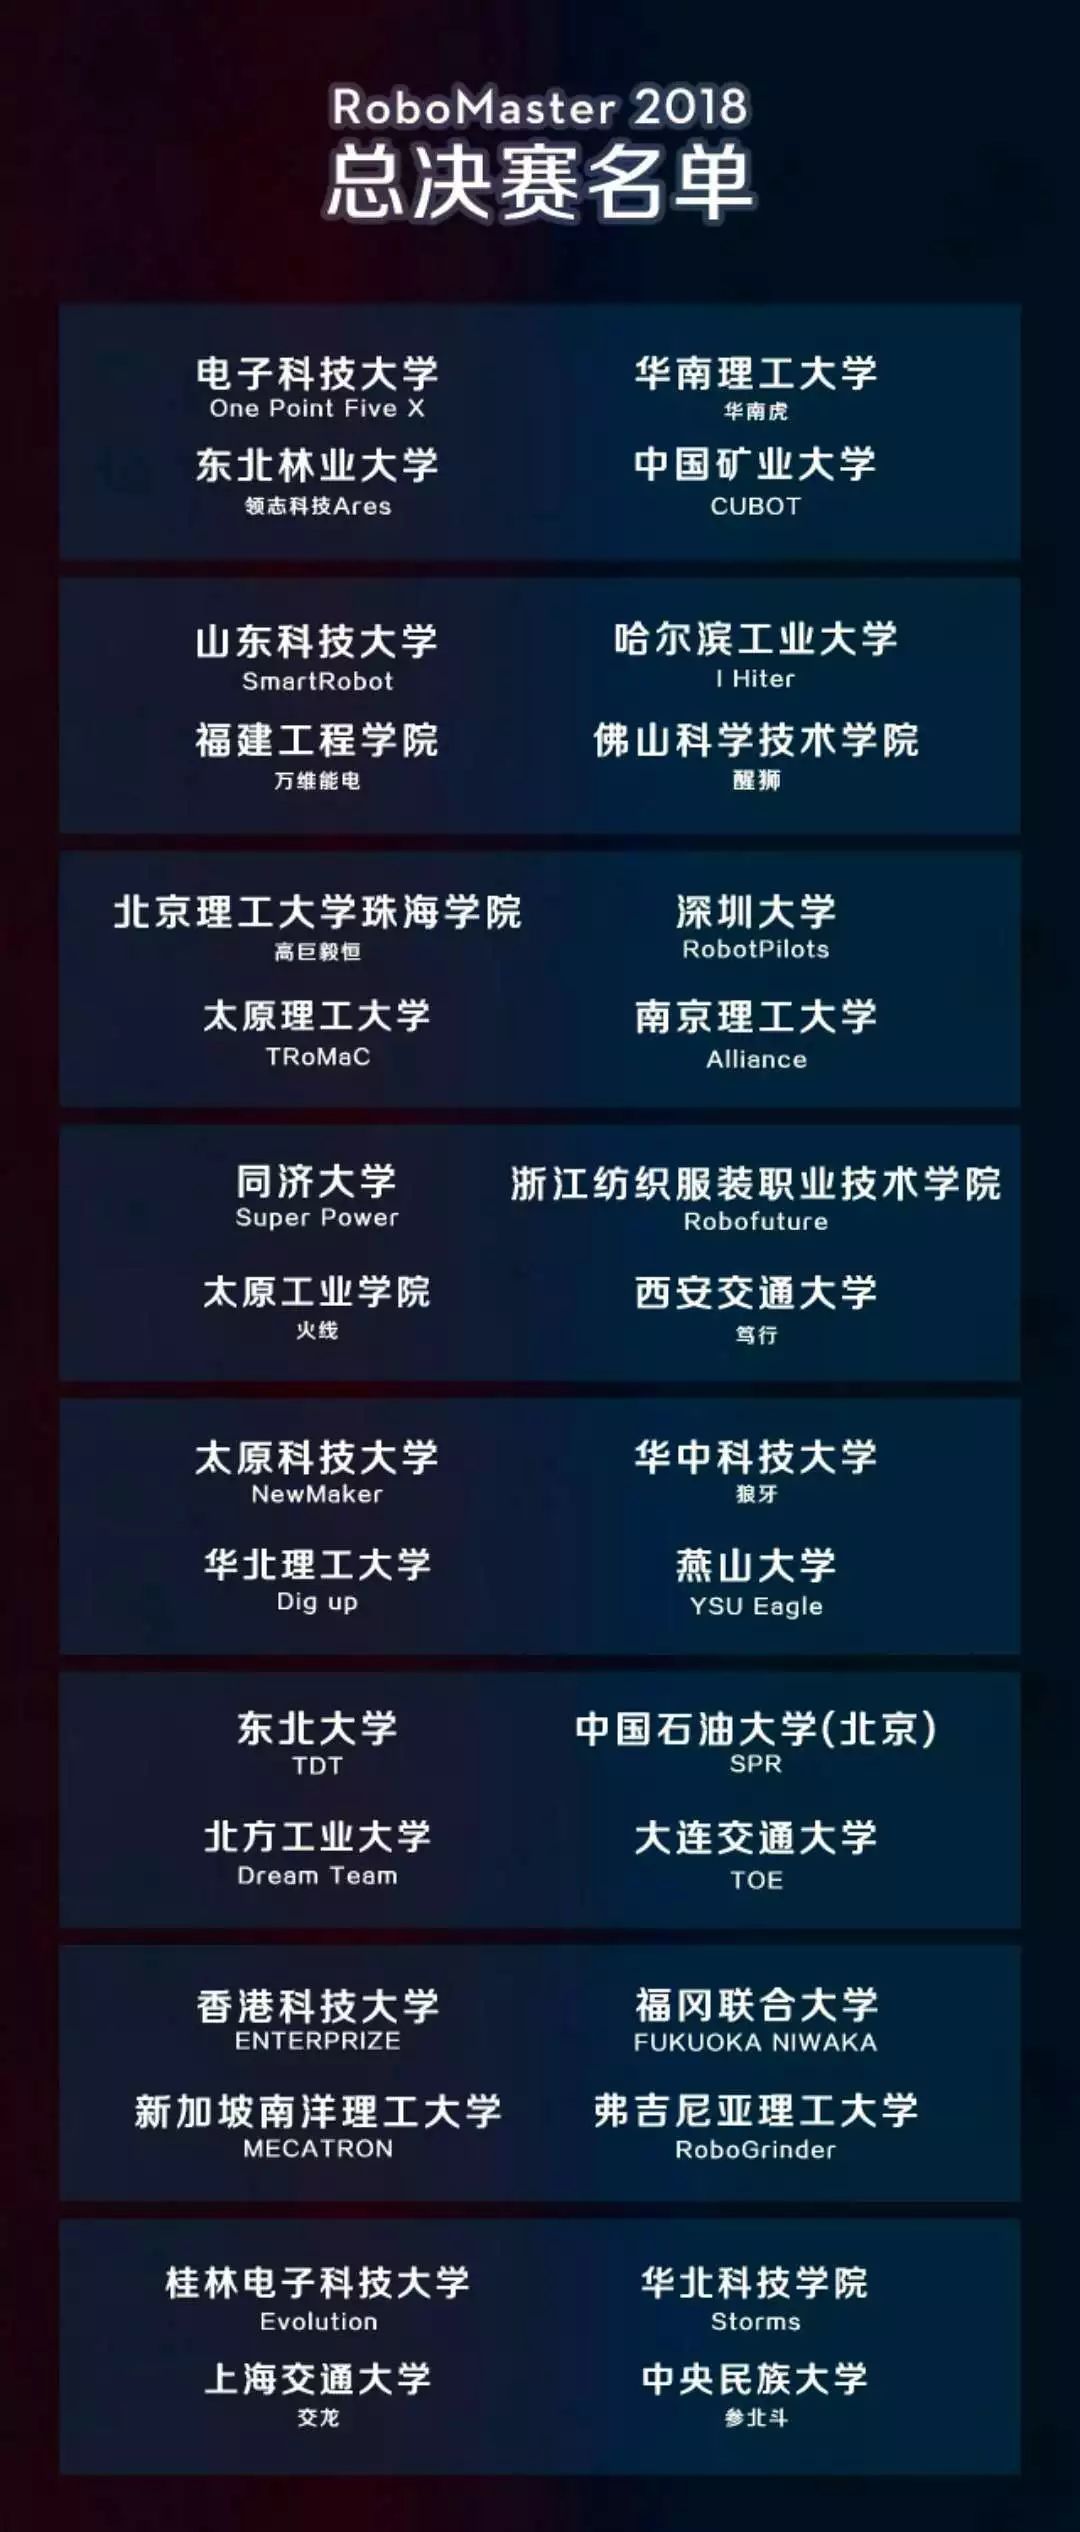 RoboMaster 2018
总决赛名单
电子科技大学
One Point Five X
华南理工大学
华南虎
东北林业大学
领志科技Ares
中国矿业大学
CUBOT
山东科技大学
SmartRobot
哈尔滨工业大学
I Hiter
福建工程学院
万维能电
佛山科学技术学院
醒狮
北京理工大学珠海学院
高巨毅恒
深圳大学
RobotPilots
太原理工大学
TRoMaC
南京理工大学
Alliance
同济大学
Super Power
浙江纺织服装职业技术学院
Robofuture
太原工业学院
火线
西安交通大学
笃行
太原科技大学
NewMaker
华中科技大学
狼牙
华北理工大学
Dig up
燕山大学
YSU Eagle
东北大学
TDT
中国石油大学(北京)
SPR
北方工业大学
Dream Team
大连交通大学
TOE
香港科技大学
ENTERPRIZE
福冈联合大学
FUKUOKA NIWAKA
新加坡南洋理工大学
MECATRON
弗吉尼亚理工大学
RoboGrinder
桂林电子科技大学
Evolution
华北科技学院
Storms
上海交通大学
交龙
中央民族大学
参北斗